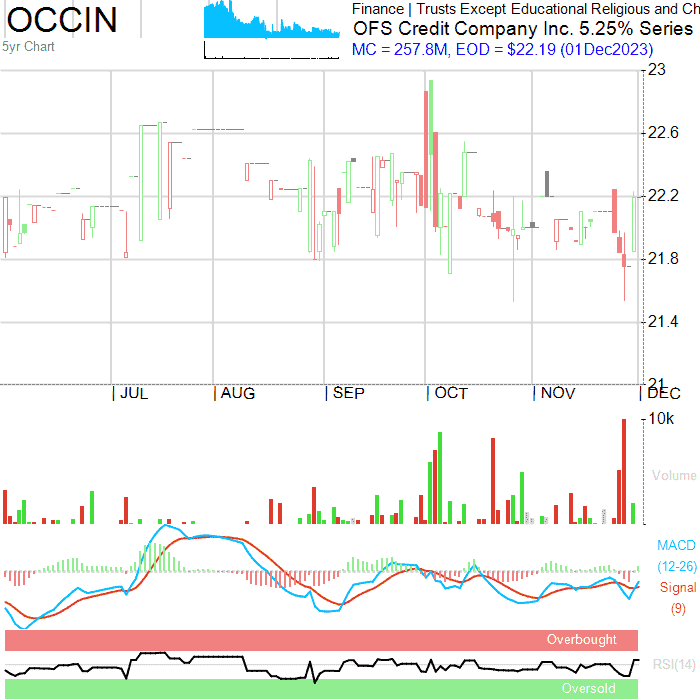 OCCIN
5yr Chart
Finance | Trusts Except Educational Religious and Ch
OFS Credit Company Inc. 5.25% Series
MC = 257.8M, EOD = $22.19 (01Dec2023)
23
22.6
22.2
21.8
21.4
21
JUL
AUG
SEP
OCT
NOV
DEC
10k
Volume
MACD
(12-26)
Signal
(9)
Overbought
RSI(14)
Oversold